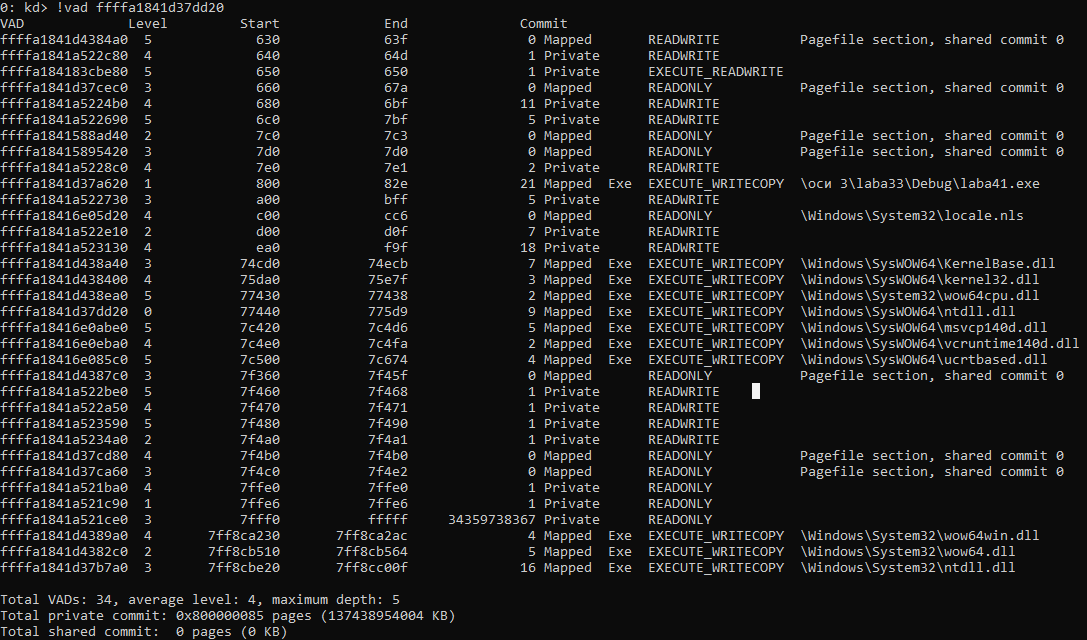 0: kd> !vad ffffa1841d37dd20
VAD Level Start End Commit
ffffa1841d4384a0 5 630 63f 0 Mapped READWRITE Pagefile section, shared commit 0
ffffa1841a522c80 4 640 64d 1 Private READWRITE
ffffa184183cbe80 5 650 650 1 Private EXECUTE_READWRITE
ffffa1841d37cec0 3 660 67a 0 Mapped READONLY Pagefile section, shared commit 0
ffffa1841a5224b0 4 680 6bf 11 Private READWRITE
ffffa1841a522690 5 6c0 7bf 5 Private READWRITE
ffffa1841588ad40 2 7c0 7c3 0 Mapped READONLY Pagefile section, shared commit 0
ffffa18415895420 3 7d0 7d0 0 Mapped READONLY Pagefile section, shared commit 0
ffffa1841a5228c0 4 7e0 7e1 2 Private READWRITE
ffffa1841d37a620 1 800 82e 21 Mapped Exe EXECUTE_WRITECOPY \оси 3\laba33\Debug\laba41.exe
ffffa1841a522730 3 a00 bff 5 Private READWRITE
ffffa18416e05d20 4 c00 cc6 0 Mapped READONLY \Windows\System32\locale.nls
ffffa1841a522e10 2 d00 d0f 7 Private READWRITE
ffffa1841a523130 4 ea0 f9f 18 Private READWRITE
ffffa1841d438a40 3 74cd0 74ecb 7 Mapped Exe EXECUTE_WRITECOPY \Windows\SysWOW64\KernelBase.dll
ffffa1841d438400 4 75da0 75e7f 3 Mapped Exe EXECUTE_WRITECOPY \Windows\SysWOW64\kernel32.dll
ffffa1841d438ea0 5 77430 77438 2 Mapped Exe EXECUTE_WRITECOPY \Windows\System32\wow64cpu.dll
ffffa1841d37dd20 0 77440 775d9 9 Mapped Exe EXECUTE_WRITECOPY \Windows\SysWOW64\ntdll.dll
ffffa18416e0abe0 5 7c420 7c4d6 5 Mapped Exe EXECUTE_WRITECOPY \Windows\SysWOW64\msvcp140d.dll
ffffa18416e0eba0 4 7c4e0 7c4fa 2 Mapped Exe EXECUTE_WRITECOPY \Windows\SysWOW64\vcruntime140d.dll
ffffa18416e085c0 5 7c500 7c674 4 Mapped Exe EXECUTE_WRITECOPY \Windows\SysWOW64\ucrtbased.dll
ffffa1841d4387c0 3 7f360 7f45f 0 Mapped READONLY Pagefile section, shared commit 0
ffffa1841a522be0 5 7f460 7f468 1 Private READWRITE
ffffa1841a522a50 4 7f470 7f471 1 Private READWRITE
ffffa1841a523590 5 7f480 7f490 1 Private READWRITE
ffffa1841a5234a0 2 7f4a0 7f4a1 1 Private READWRITE
ffffa1841d37cd80 4 7f4b0 7f4b0 0 Mapped READONLY Pagefile section, shared commit 0
ffffa1841d37ca60 3 7f4c0 7f4e2 0 Mapped READONLY Pagefile section, shared commit 0
ffffa1841a521ba0 4 7ffe0 7ffe0 1 Private READONLY
ffffa1841a521c90 1 7ffe6 7ffe6 1 Private READONLY
ffffa1841a521ce0 3 7fff0 fffff 34359738367 Private READONLY
ffffa1841d4389a0 4 7ff8ca230 7ff8ca2ac 4 Mapped Exe EXECUTE_WRITECOPY \Windows\System32\wow64win.dll
ffffa1841d4382c0 2 7ff8cb510 7ff8cb564 5 Mapped Exe EXECUTE_WRITECOPY \Windows\System32\wow64.dll
ffffa1841d37b7a0 3 7ff8cbe20 7ff8cc00f 16 Mapped Exe EXECUTE_WRITECOPY \Windows\System32\ntdll.dll
Total VADs: 34, average level: 4, maximum depth: 5
Total private commit: 0x800000085 pages (137438954004 KB)
Total shared commit: 0 pages (0 KB)